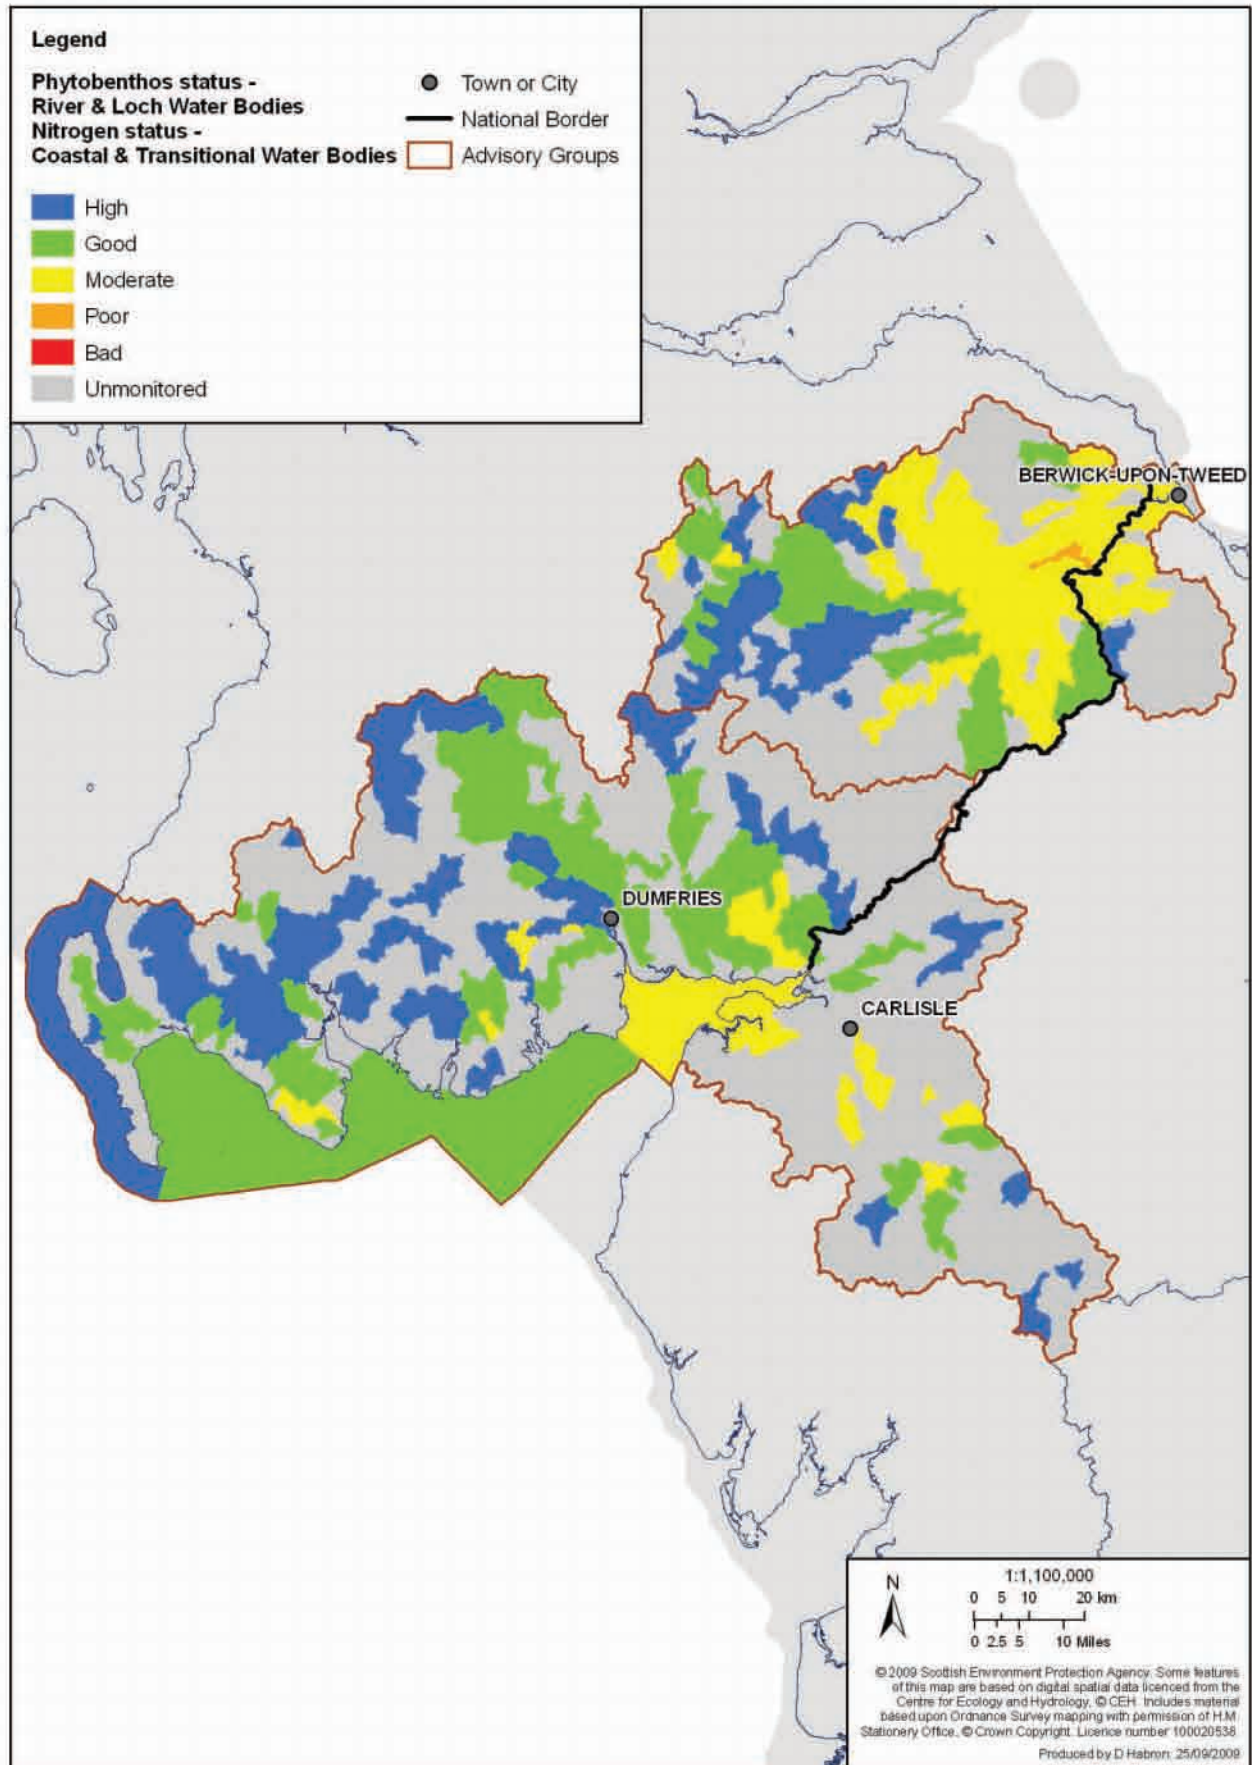 Legend
Phytobenthos status -
River & Loch Water Bodies
Nitrogen status -
Coastal & Transitional Water Bodies
Town or City
National Border
Advisory Groups
High
Good
Moderate
Poor
Bad
Unmonitored
BERWICK-UPON-TWEED
DUMFRIES
CARLISLE
N
1:1,100,000
0 5 10 20 km
0 2.5 5 10 Miles
© 2009 Scottish Environment Protection Agency. Some features
of this map are based on digital spatial data licenced from the
Centre for Ecology and Hydrology, © CEH. Includes material
based upon Ordnance Survey mapping with permission of H.M.
Stationery Office, © Crown Copyright. Licence number 100020538.
Produced by D Habron: 25/09/2009